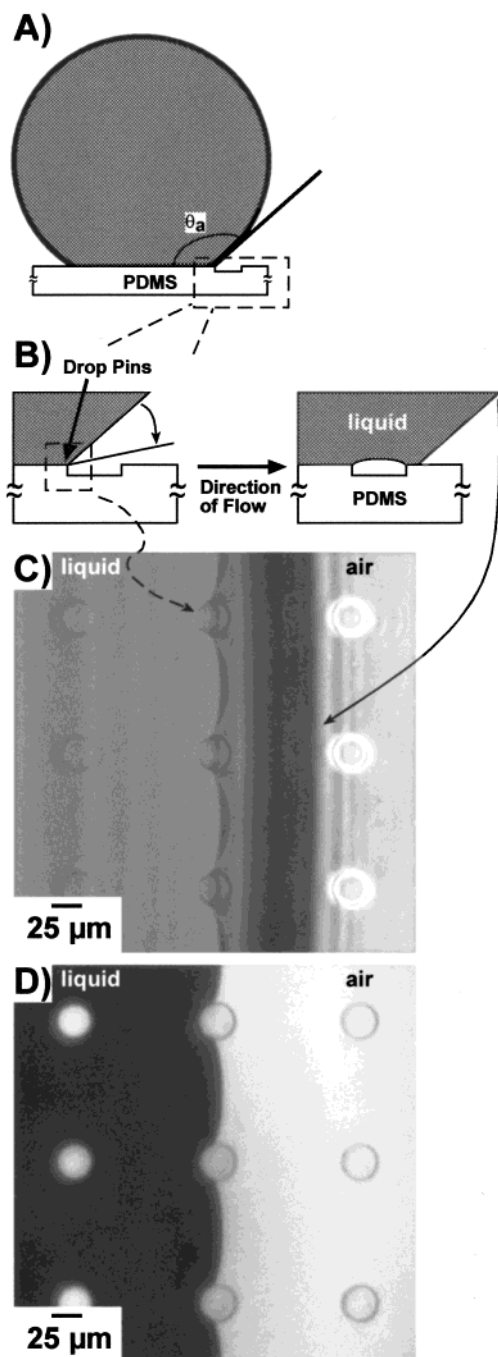 A)
θa
PDMS
B)
Drop Pins
liquid
Direction
of Flow
PDMS
C)
liquid
air
25 µm
D)
liquid
air
25 µm